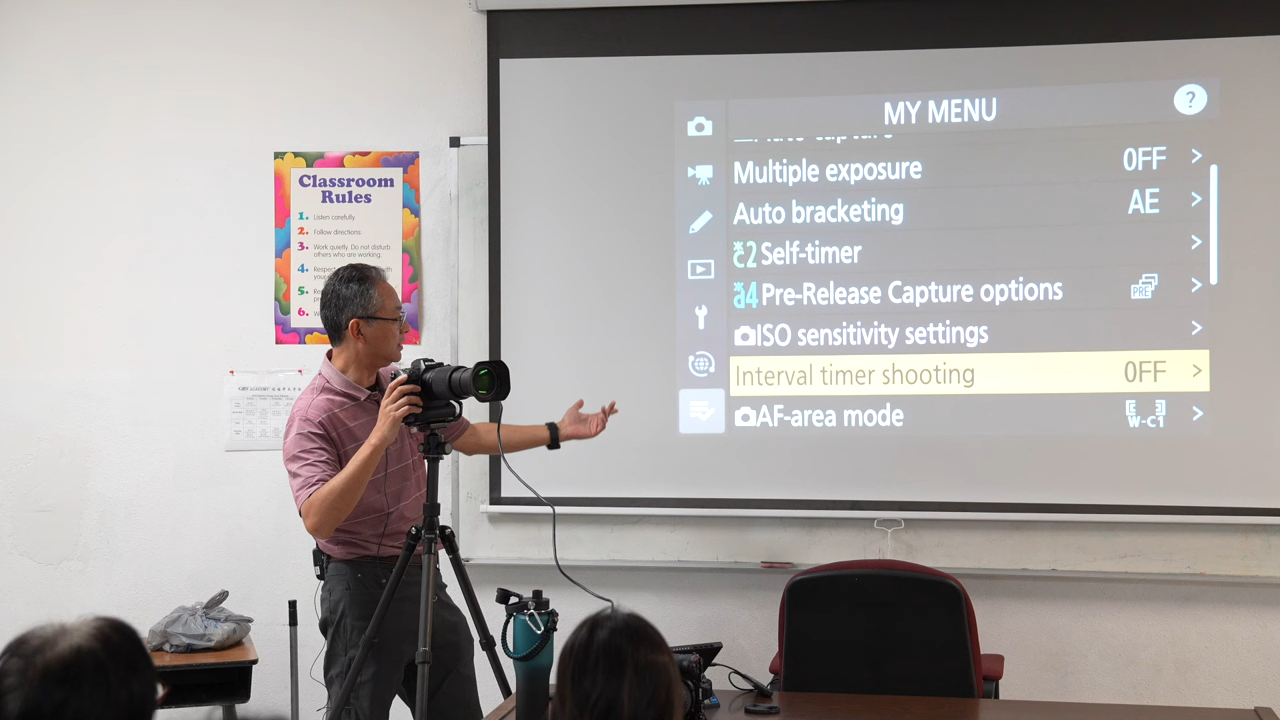 MY MENU
?
Multiple exposure OFF
Auto bracketing AE
c2 Self-timer
d4 Pre-Release Capture options PRE
ISO sensitivity settings
Interval timer shooting OFF
AF-area mode W-C1
Classroom
Rules
1. Listen carefully.
2. Follow directions.
3. Work quietly. Do not disturb
others who are working.
4.
5.
6.